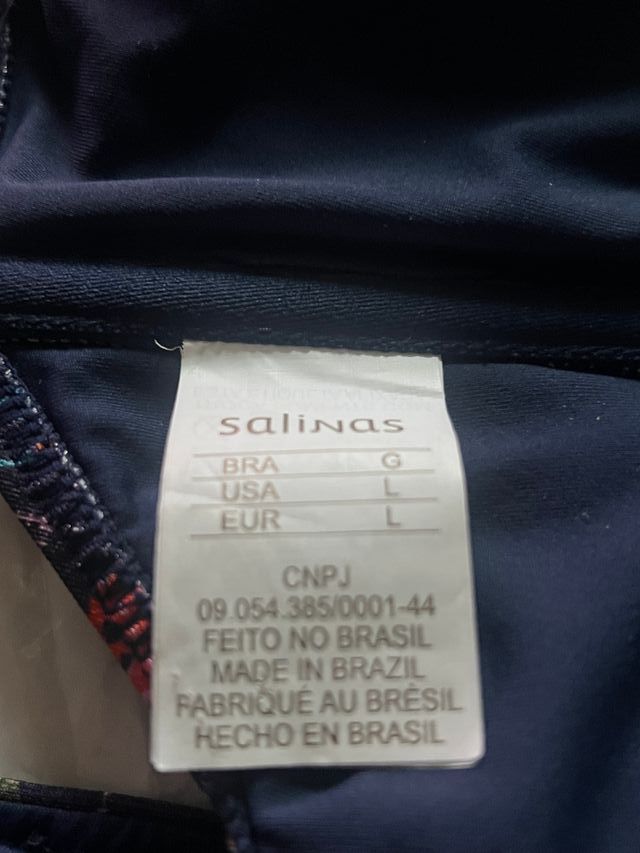 salinas
BRA G
USA L
EUR L
CNPJ
09.054.385/0001-44
FEITO NO BRASIL
MADE IN BRAZIL
FABRIQUÉ AU BRÉSIL
HECHO EN BRASIL